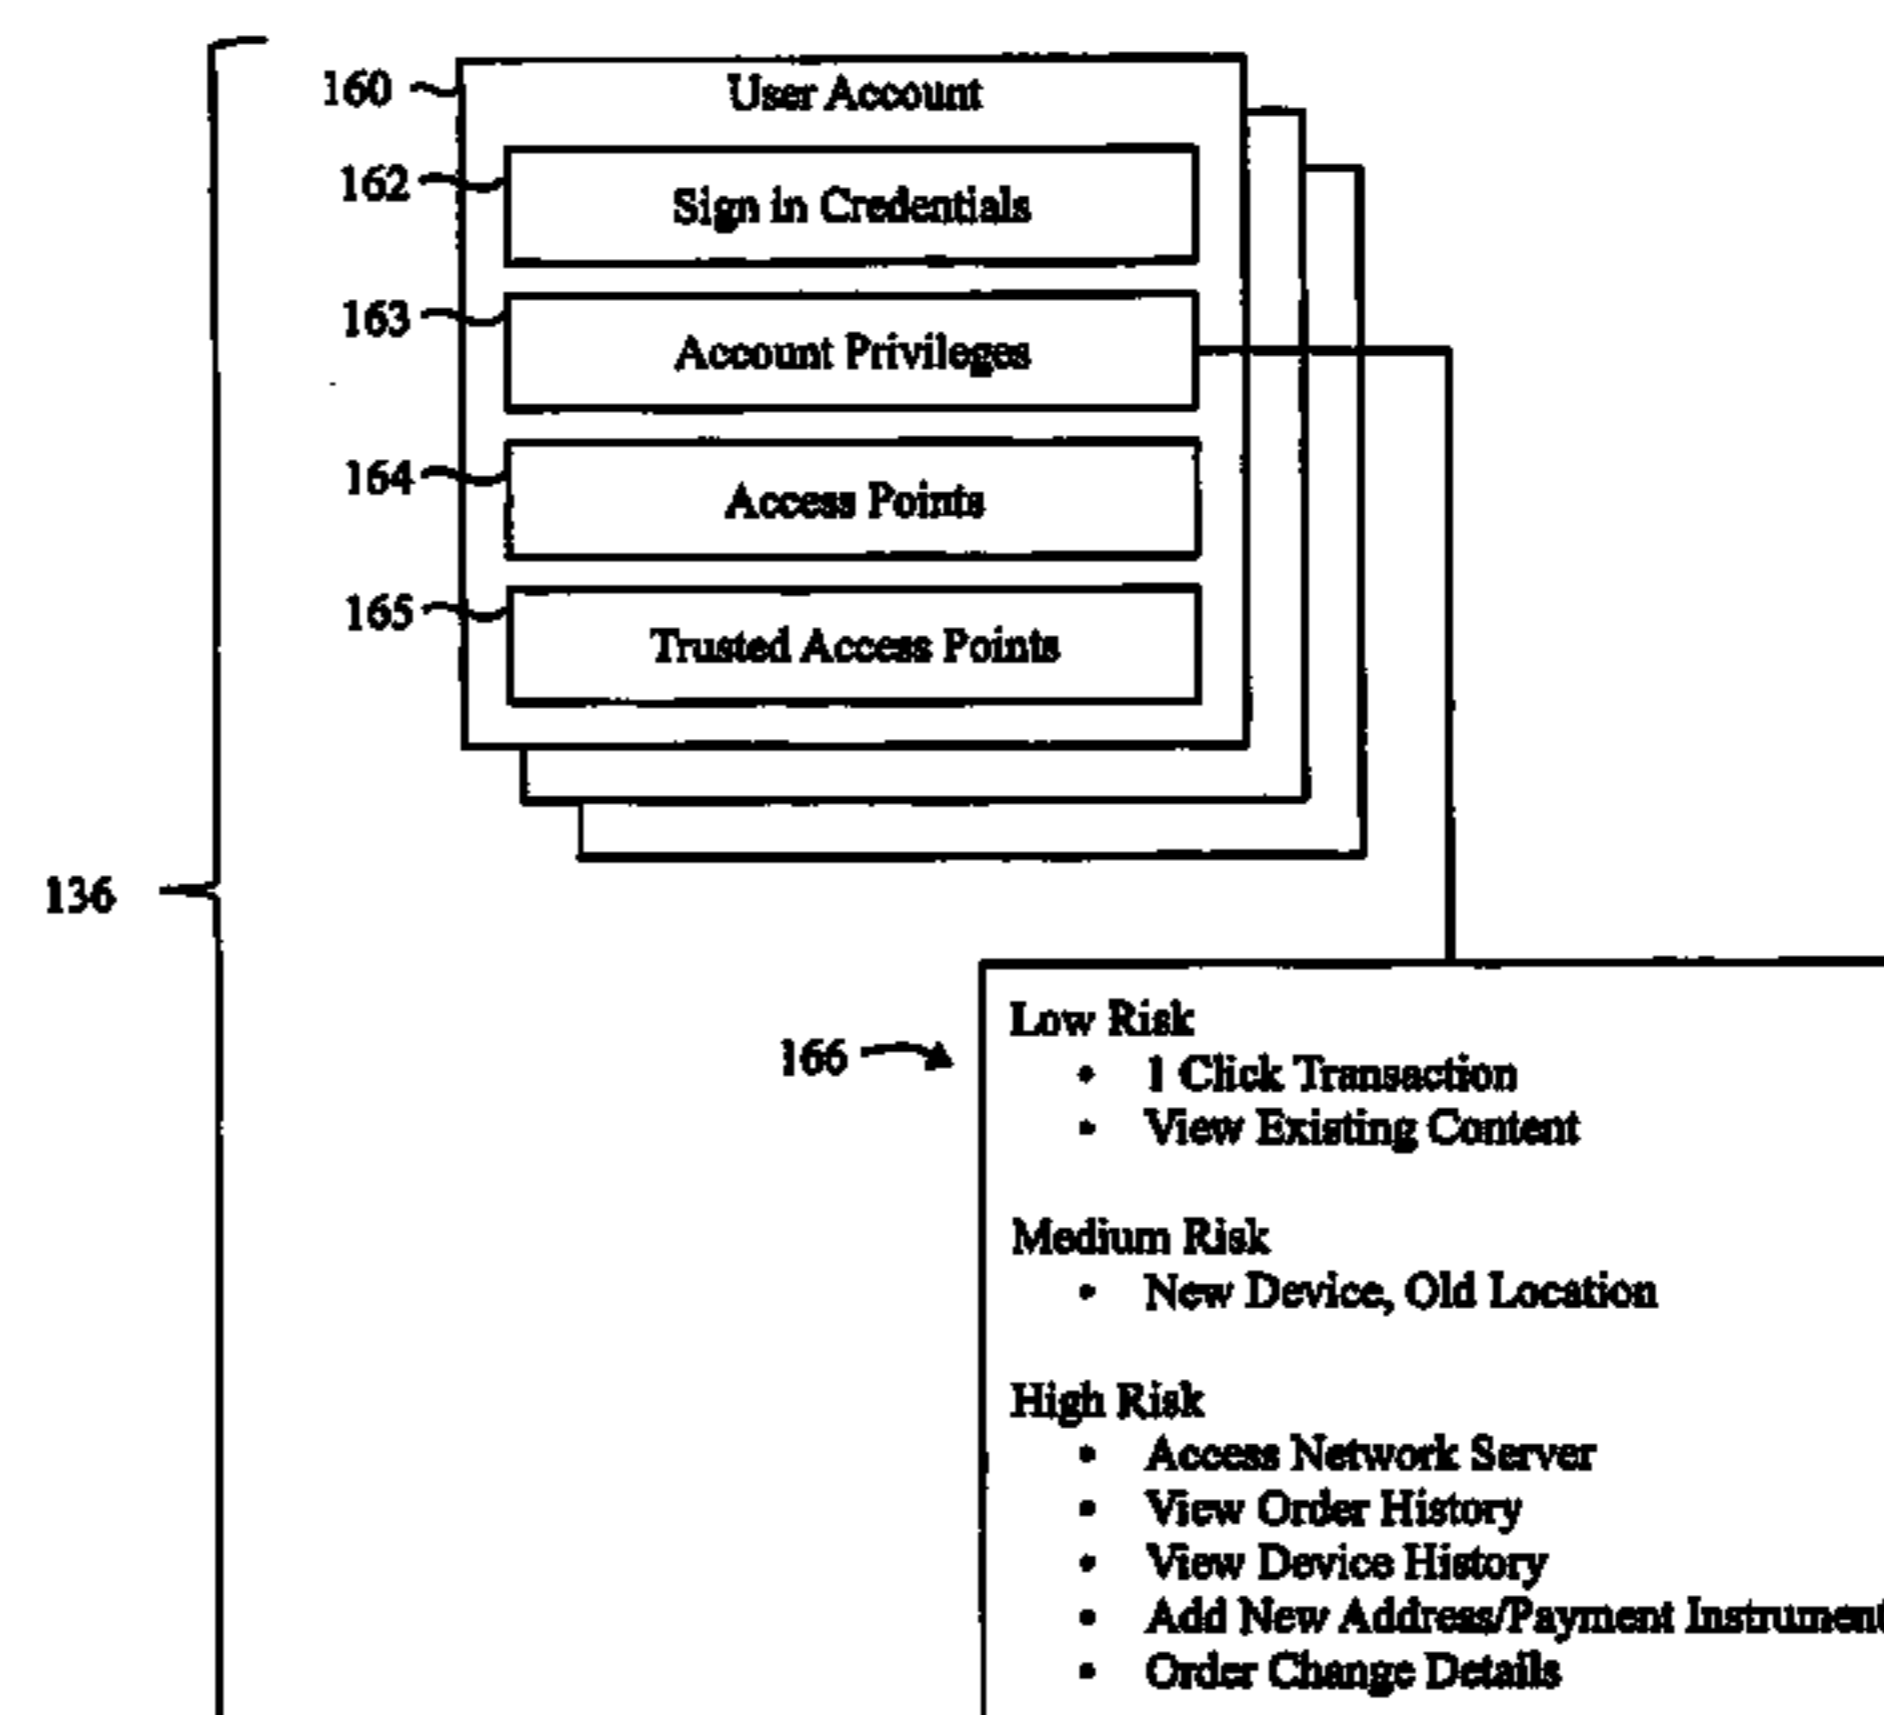 160 User Account
162 Sign in Credentials
163 Account Privileges
164 Access Points
165 Trusted Access Points
136
166
Low Risk
• 1 Click Transaction
• View Existing Content
Medium Risk
• New Device, Old Location
High Risk
• Access Network Server
• View Order History
• View Device History
• Add New Address/Payment Instrument
• Order Change Details